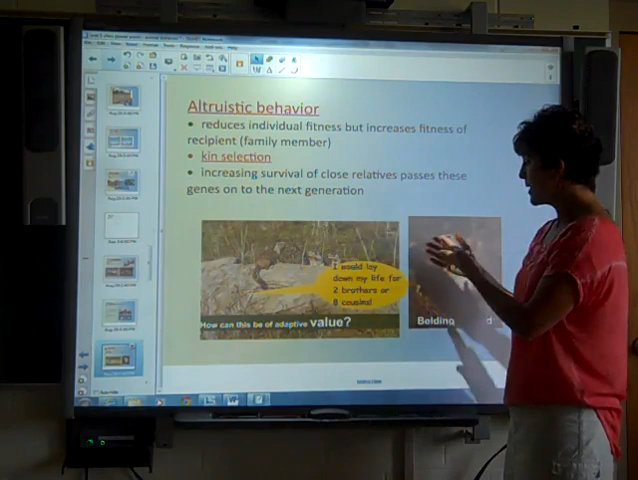 Altruistic behavior
• reduces individual fitness but increases fitness of
recipient (family member)
• kin selection
• increasing survival of close relatives passes these
genes on to the next generation
I would lay
down my life for
2 brothers or
8 cousins!
How can this be of adaptive value?
Belding